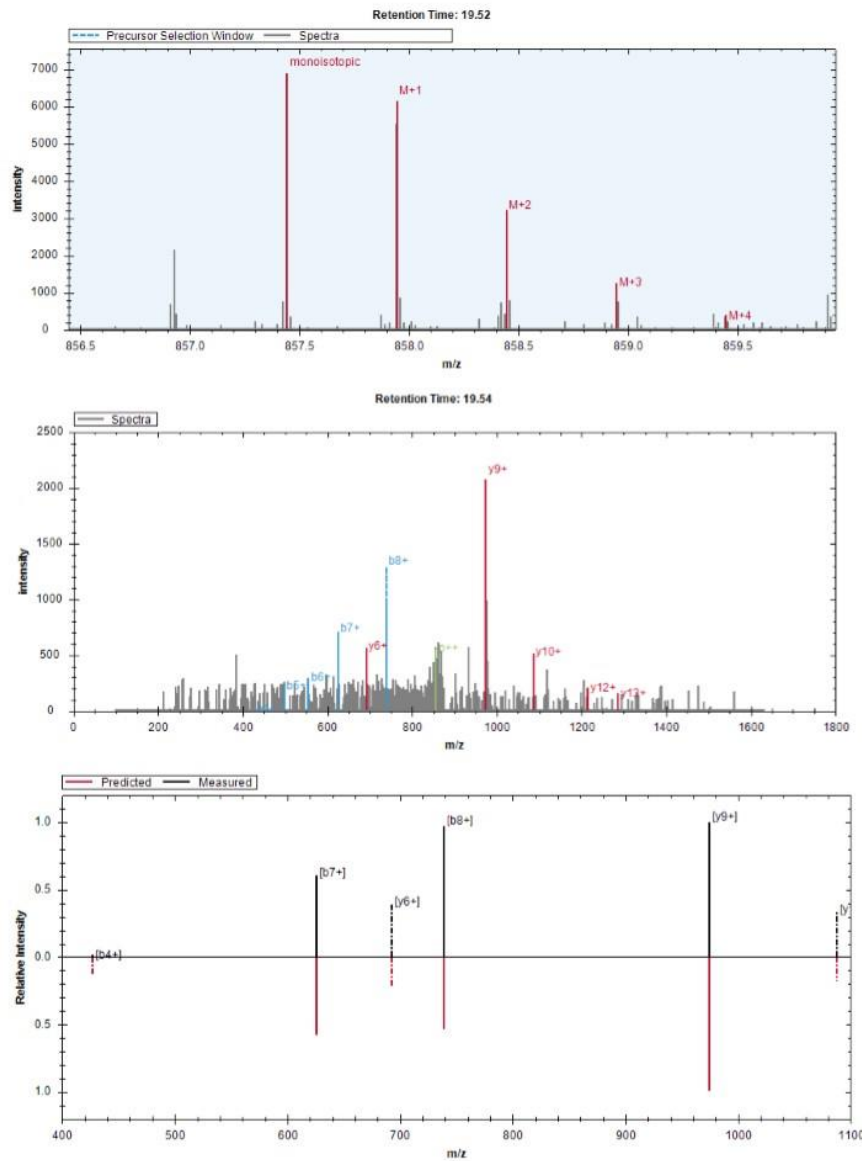 Retention Time: 19.52
Precursor Selection Window Spectra
7000
6000
5000
4000
3000
2000
1000
0
intensity
monoisotopic
M+1
M+2
M+3
M+4
856.5 857.0 857.5 858.0 858.5 859.0 859.5
m/z
Retention Time: 19.54
Spectra
2500
2000
1500
1000
500
0
intensity
y9+
b8+
b7+
y6+
y10+
b6+
b5+
y12+
0 200 400 600 800 1000 1200 1400 1600 1800
m/z
Predicted Measured
1.0
0.5
0.0
0.5
1.0
Relative Intensity
[b4+]
[b7+]
[y6+]
[b8+]
[y9+]
[y
400 500 600 700 800 900 1000 1100
m/z